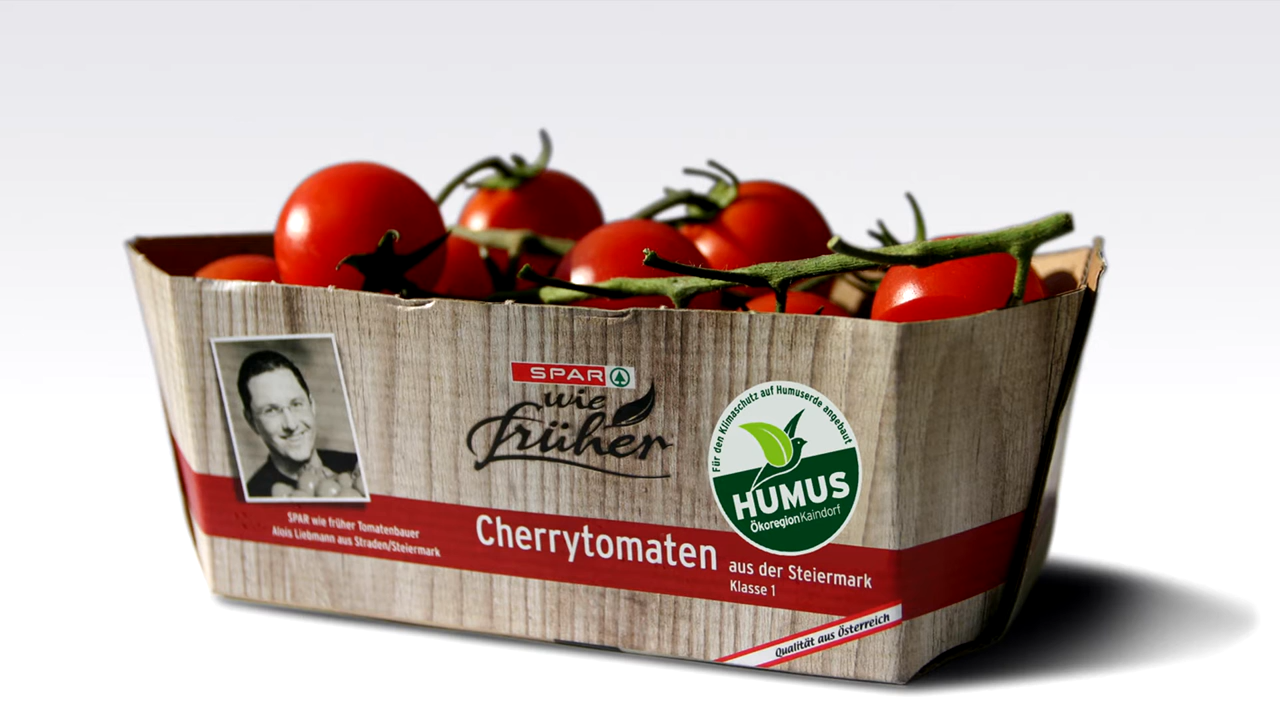 SPAR
wie
früher
Für den Klimaschutz auf Humuserde angebaut
HUMUS
ÖkoregionKaindorf
SPAR wie früher Tomatenbauer
Alois Liebmann aus Straden/Steiermark
Cherrytomaten
aus der Steiermark
Klasse 1
Qualität aus Österreich